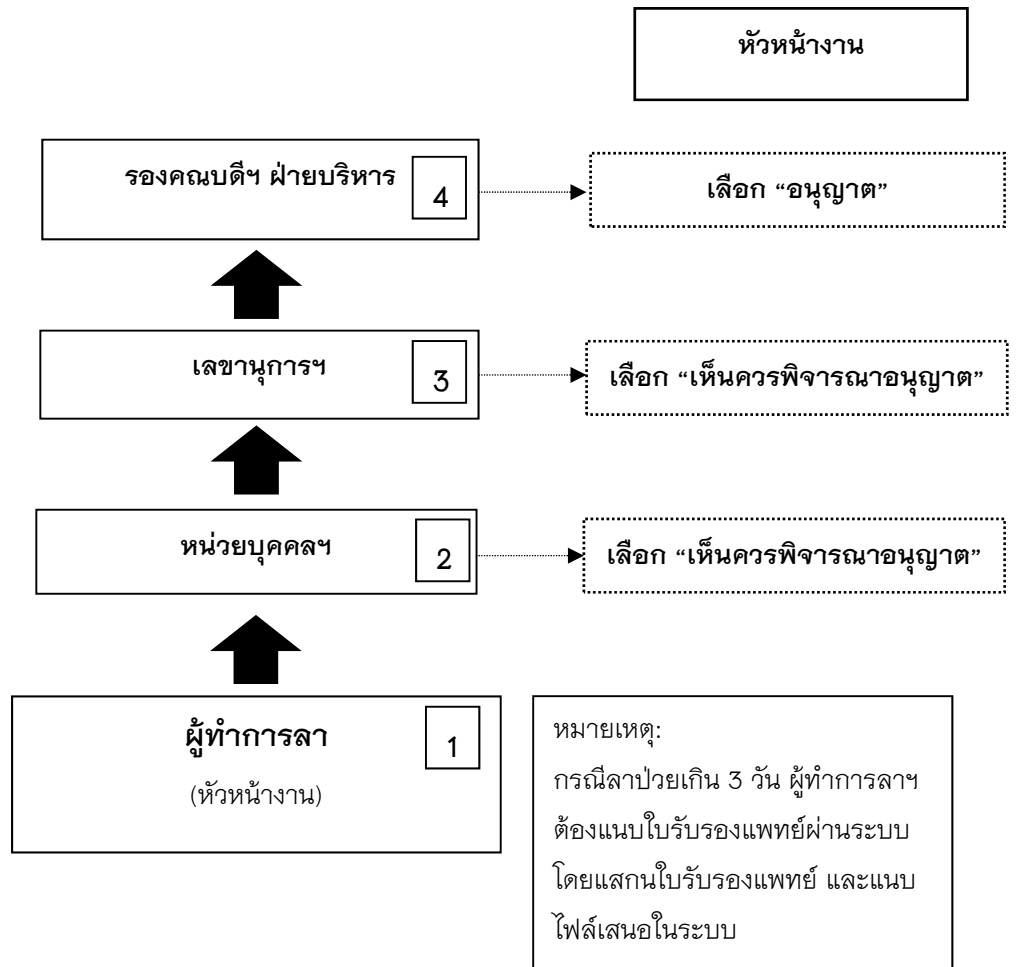 หัวหน้างาน
รองคณบดีฯ ฝ่ายบริหาร
4
เลือก “อนุญาต”
เลขานุการฯ
3
เลือก “เห็นควรพิจารณาอนุญาต”
หน่วยบุคคลฯ
2
เลือก “เห็นควรพิจารณาอนุญาต”
ผู้ทำการลา
1
(หัวหน้างาน)
หมายเหตุ:
กรณีลาป่วยเกิน 3 วัน ผู้ทำการลาฯ
ต้องแนบใบรับรองแพทย์ผ่านระบบ
โดยแสกนใบรับรองแพทย์ และแนบ
ไฟล์เสนอในระบบ